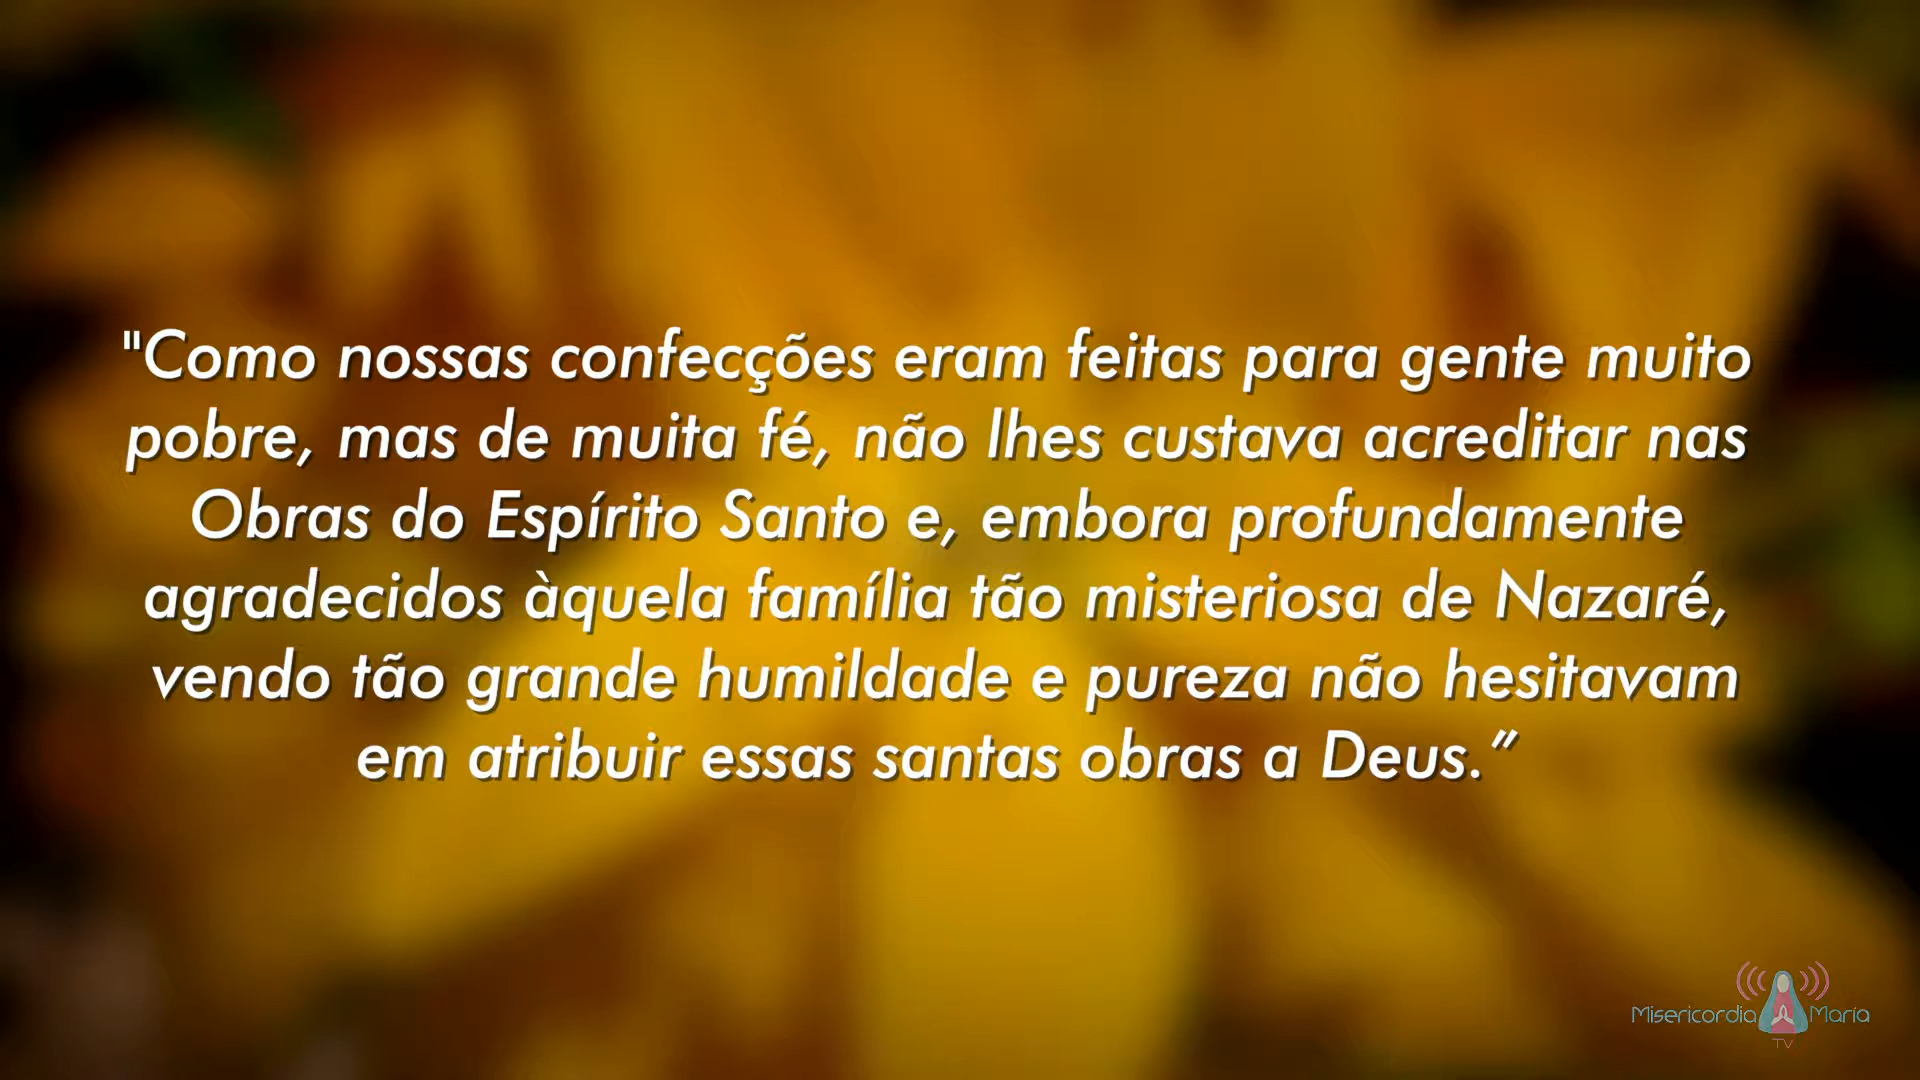 "Como nossas confecções eram feitas para gente muito
pobre, mas de muita fé, não lhes custava acreditar nas
Obras do Espírito Santo e, embora profundamente
agradecidos àquela família tão misteriosa de Nazaré,
vendo tão grande humildade e pureza não hesitavam
em atribuir essas santas obras a Deus.”
Misericordia María
TV